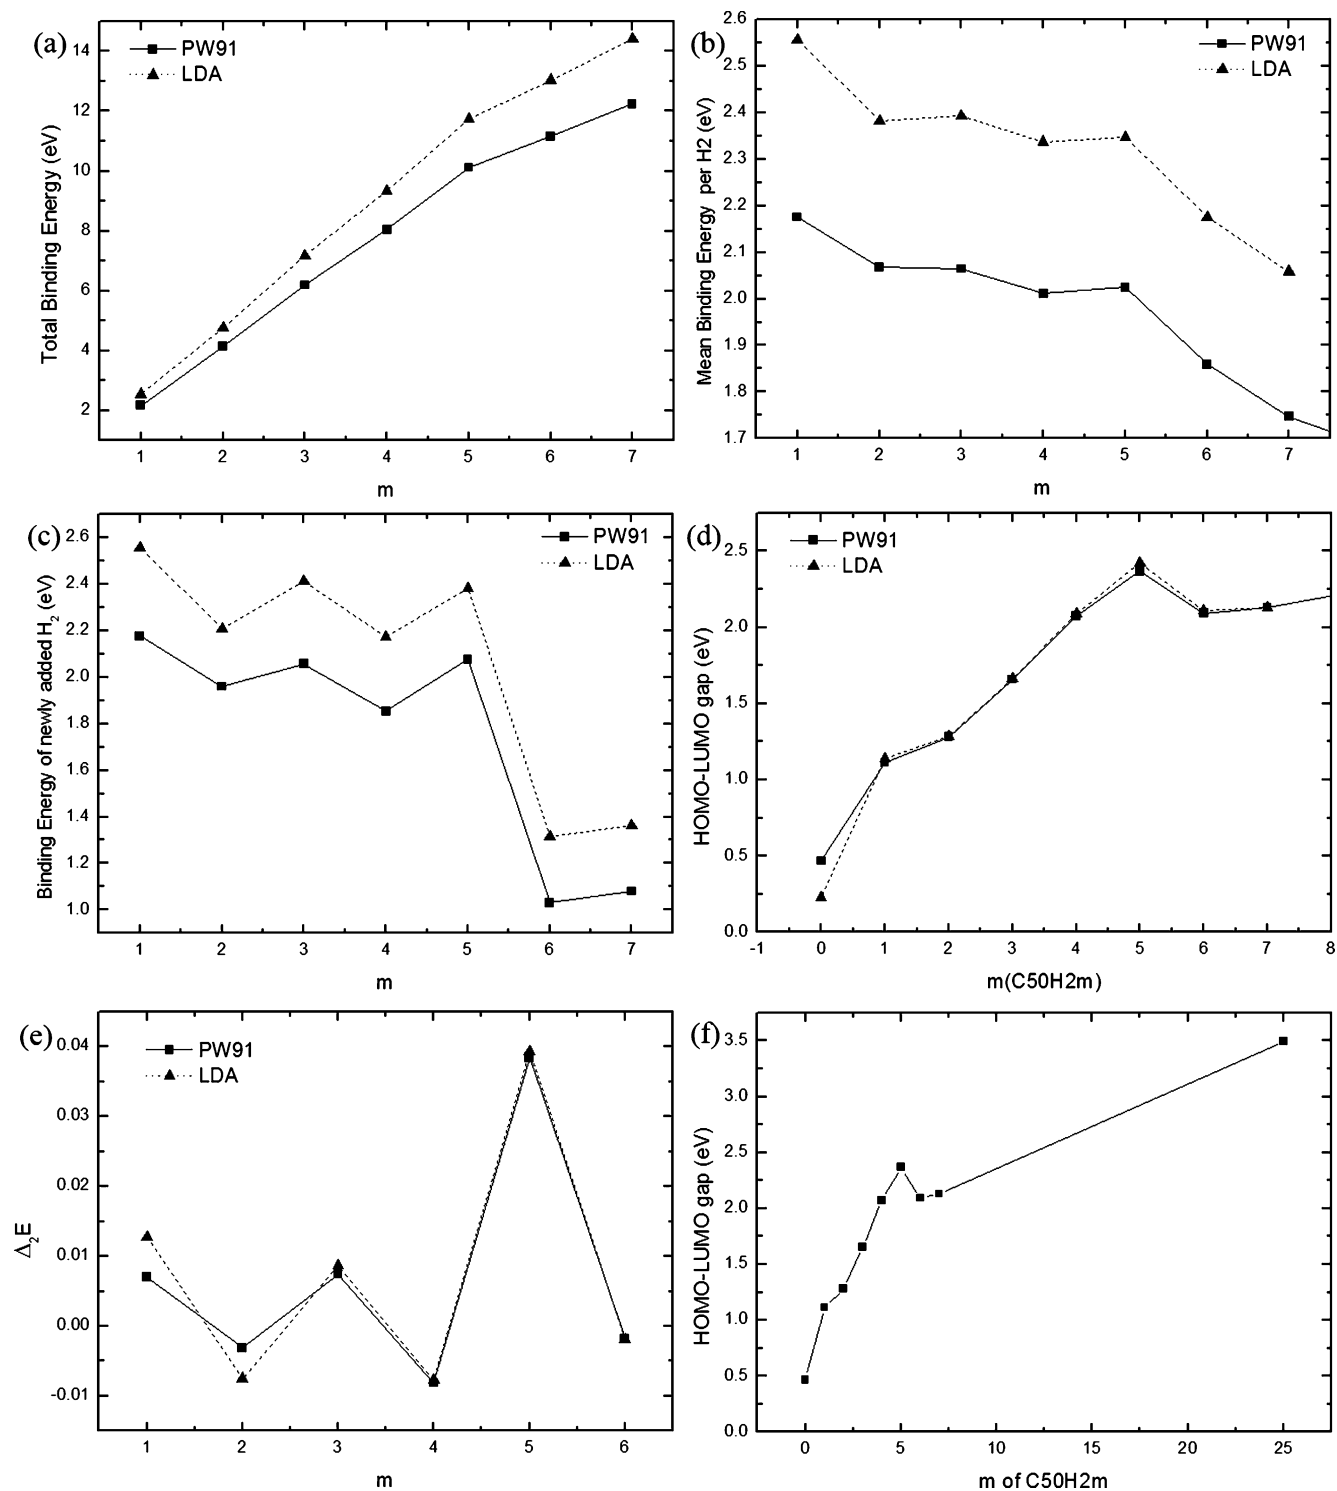 (a)
PW91
LDA
Total Binding Energy (eV)
14
12
10
8
6
4
2
1 2 3 4 5 6 7
m
(b)
PW91
LDA
Mean Binding Energy per H2 (eV)
2.6
2.5
2.4
2.3
2.2
2.1
2.0
1.9
1.8
1.7
1 2 3 4 5 6 7
m
(c)
PW91
LDA
Binding Energy of newly added H2 (eV)
2.6
2.4
2.2
2.0
1.8
1.6
1.4
1.2
1.0
1 2 3 4 5 6 7
m
(d)
PW91
LDA
HOMO-LUMO gap (eV)
2.5
2.0
1.5
1.0
0.5
0.0
-1 0 1 2 3 4 5 6 7 8
m(C50H2m)
(e)
PW91
LDA
Δ2E
0.04
0.03
0.02
0.01
0.00
-0.01
1 2 3 4 5 6
m
(f)
HOMO-LUMO gap (eV)
3.5
3.0
2.5
2.0
1.5
1.0
0.5
0.0
0 5 10 15 20 25
m of C50H2m